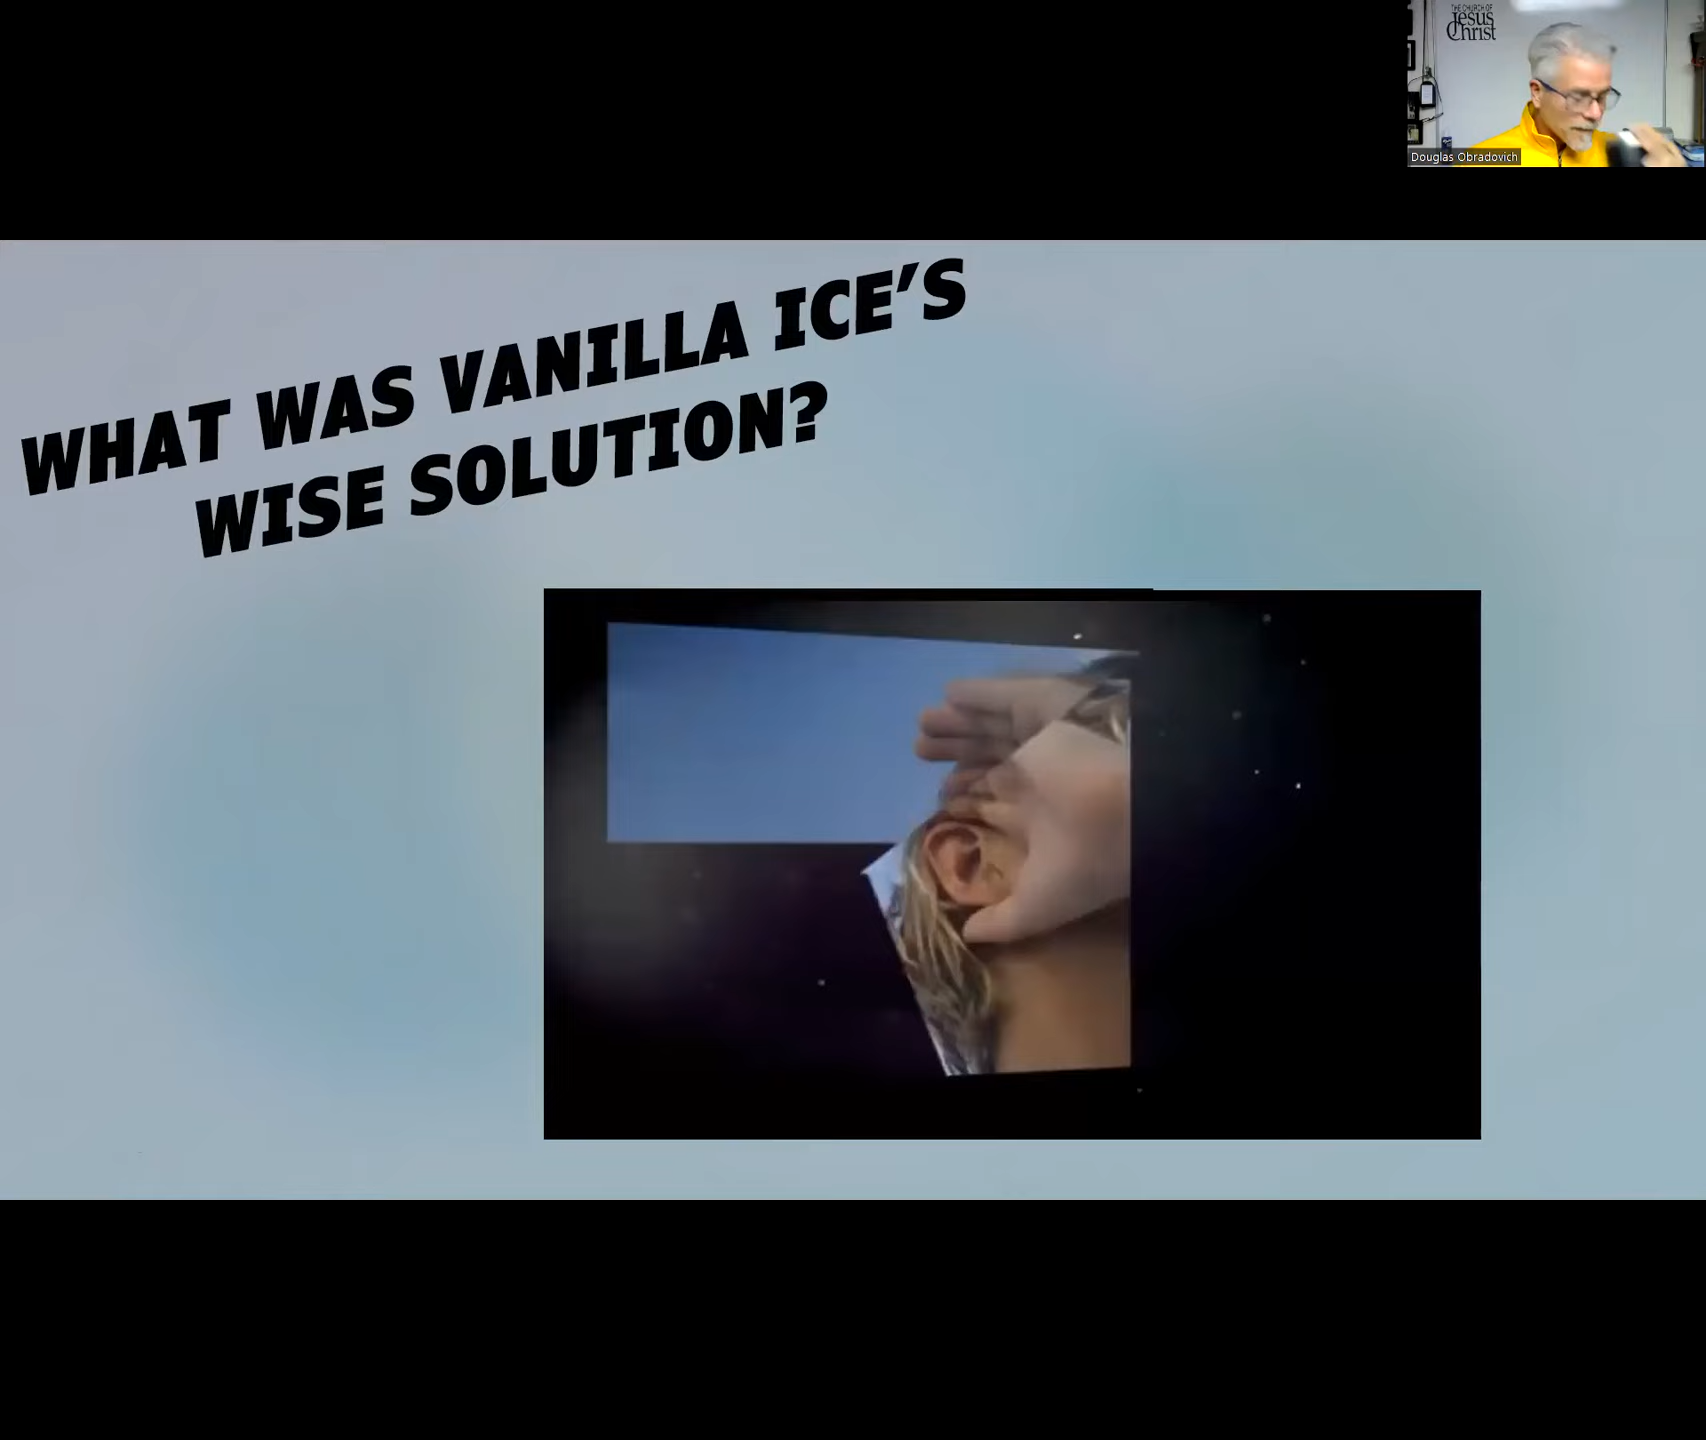 THE CHURCH OF
Jesus
Christ
Douglas Obradovich
WHAT WAS VANILLA ICE’S
WISE SOLUTION?